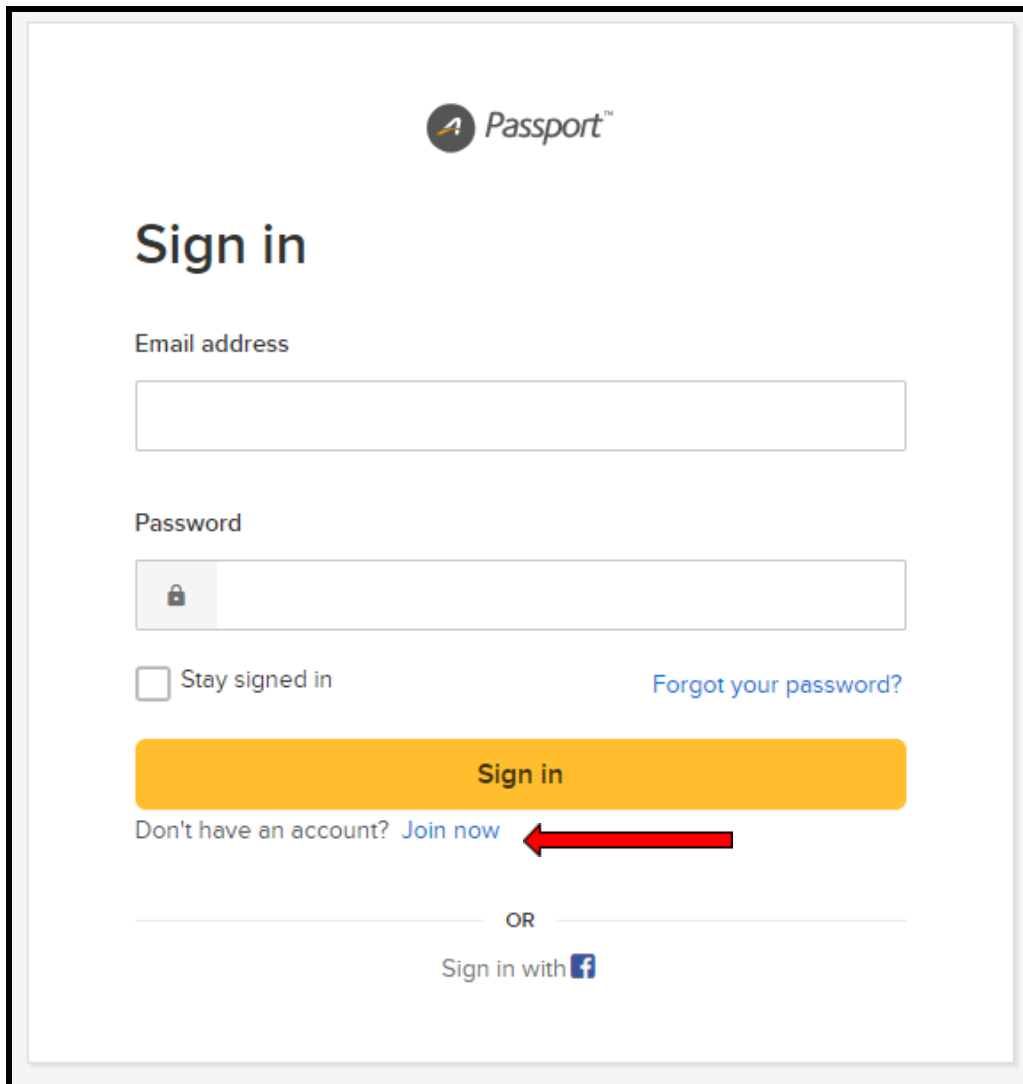 Passport™
Sign in
Email address
Password
Stay signed in
Forgot your password?
Sign in
Don't have an account? Join now
OR
Sign in with